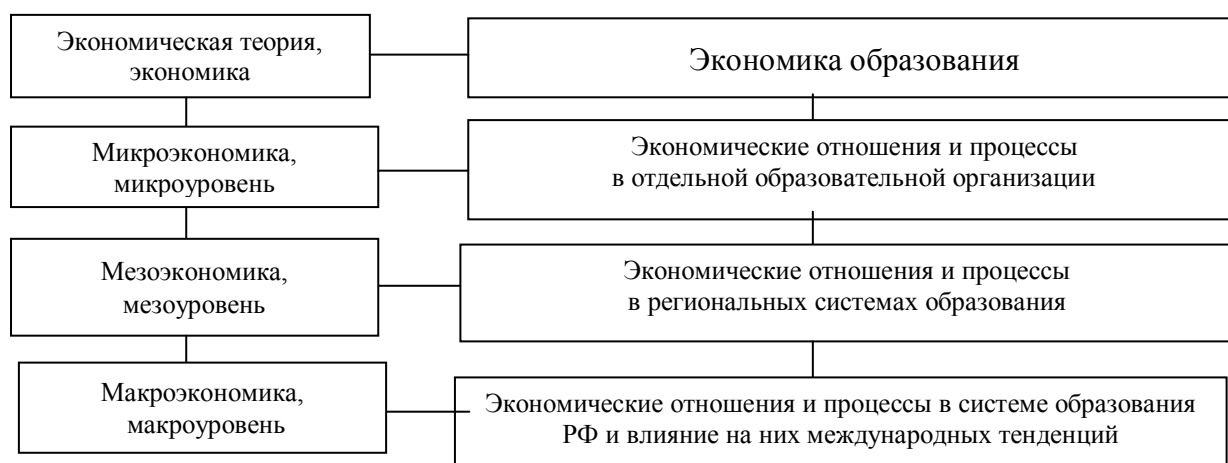 Экономическая теория,
экономика
Экономика образования
Микроэкономика,
микроуровень
Экономические отношения и процессы
в отдельной образовательной организации
Мезоэкономика,
мезоуровень
Экономические отношения и процессы
в региональных системах образования
Макроэкономика,
макроуровень
Экономические отношения и процессы в системе образования
РФ и влияние на них международных тенденций